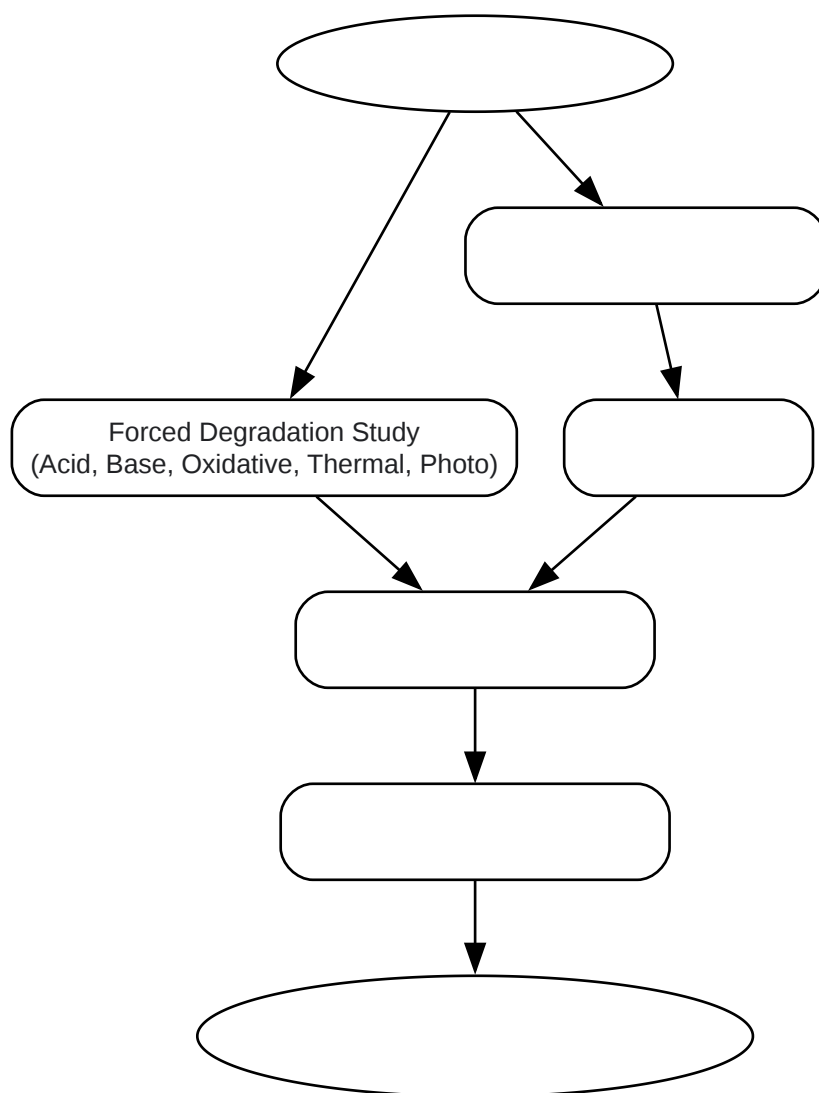 Forced Degradation Study
(Acid, Base, Oxidative, Thermal, Photo)